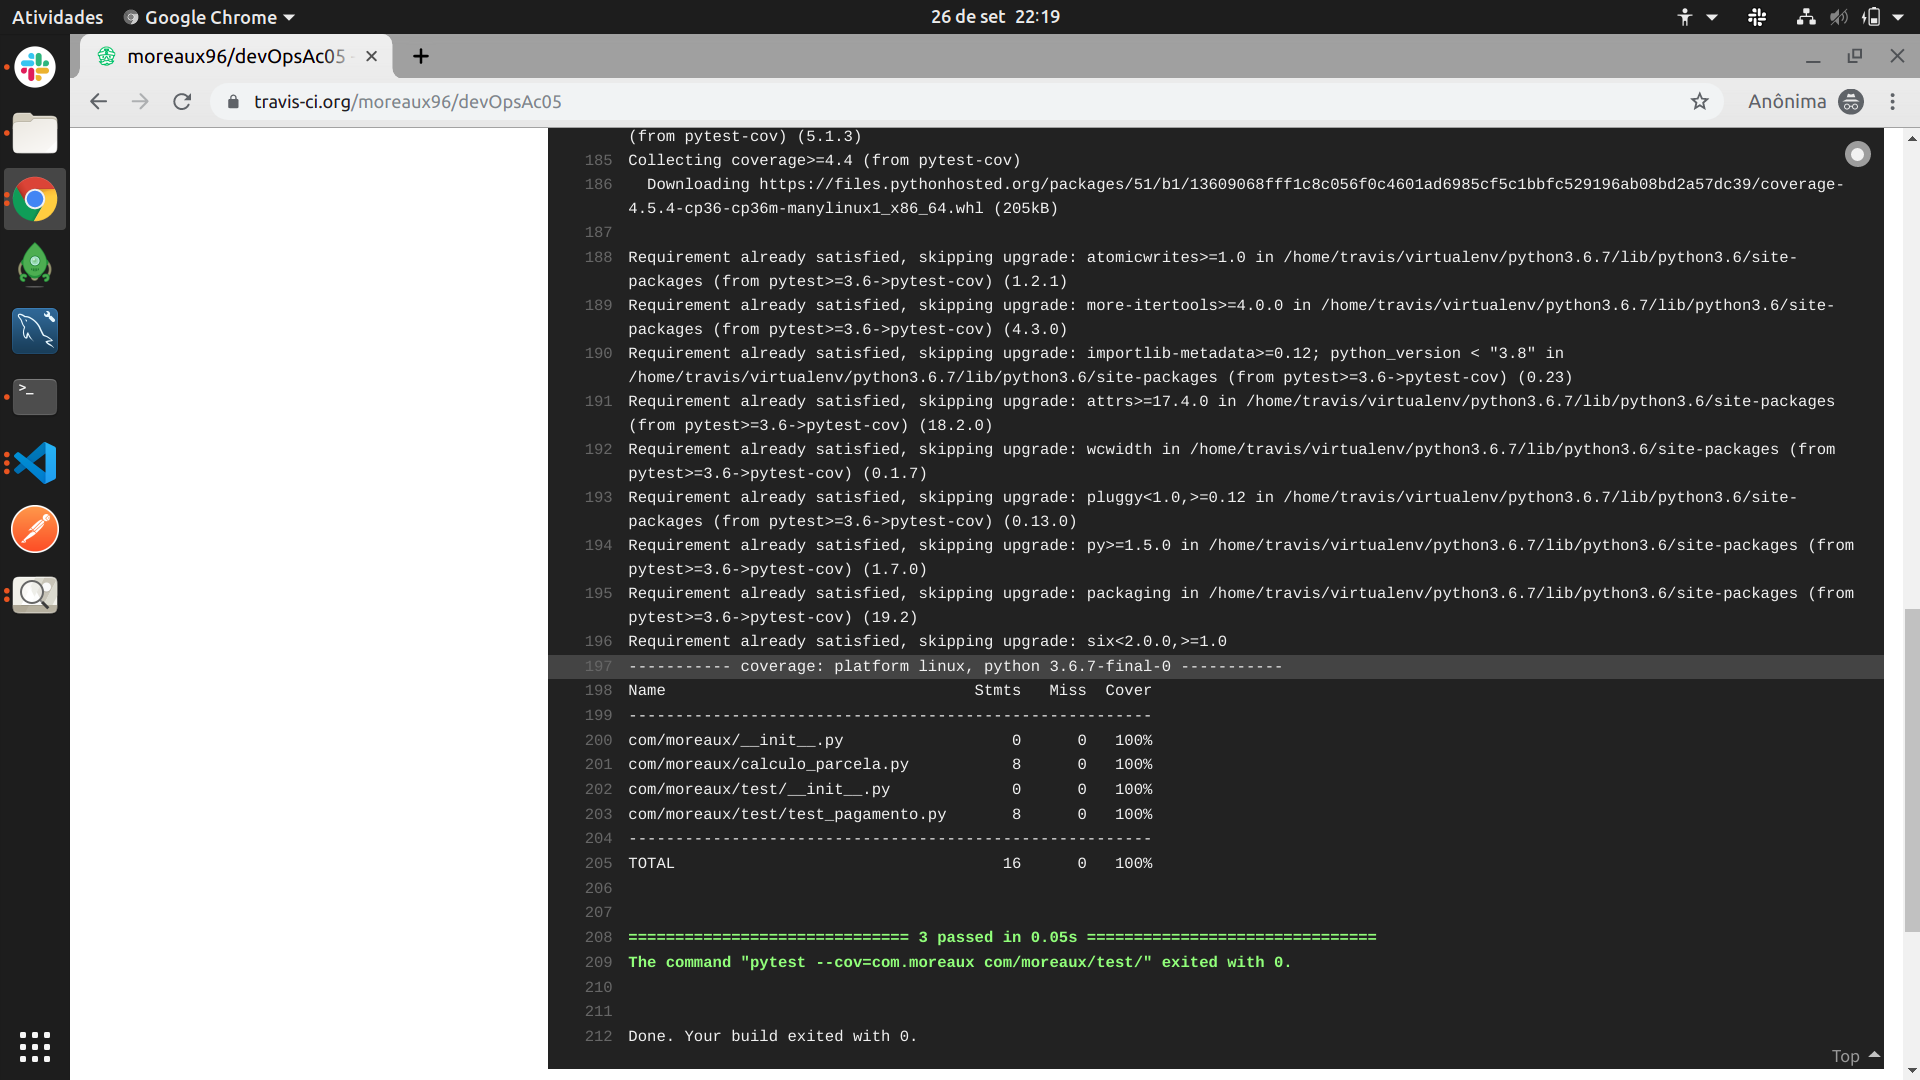 Atividades Google Chrome 26 de set 22:19
moreaux96/devOpsAc05
travis-ci.org/moreaux96/devOpsAc05 Anônima
(from pytest-cov) (5.1.3)
185 Collecting coverage>=4.4 (from pytest-cov)
186 Downloading https://files.pythonhosted.org/packages/51/b1/13609068fff1c8c056f0c4601ad6985cf5c1bbfc529196ab08bd2a57dc39/coverage-
4.5.4-cp36-cp36m-manylinux1_x86_64.whl (205kB)
187
188 Requirement already satisfied, skipping upgrade: atomicwrites>=1.0 in /home/travis/virtualenv/python3.6.7/lib/python3.6/site-
packages (from pytest>=3.6->pytest-cov) (1.2.1)
189 Requirement already satisfied, skipping upgrade: more-itertools>=4.0.0 in /home/travis/virtualenv/python3.6.7/lib/python3.6/site-
packages (from pytest>=3.6->pytest-cov) (4.3.0)
190 Requirement already satisfied, skipping upgrade: importlib-metadata>=0.12; python_version < "3.8" in
/home/travis/virtualenv/python3.6.7/lib/python3.6/site-packages (from pytest>=3.6->pytest-cov) (0.23)
191 Requirement already satisfied, skipping upgrade: attrs>=17.4.0 in /home/travis/virtualenv/python3.6.7/lib/python3.6/site-packages
(from pytest>=3.6->pytest-cov) (18.2.0)
192 Requirement already satisfied, skipping upgrade: wcwidth in /home/travis/virtualenv/python3.6.7/lib/python3.6/site-packages (from
pytest>=3.6->pytest-cov) (0.1.7)
193 Requirement already satisfied, skipping upgrade: pluggy<1.0,>=0.12 in /home/travis/virtualenv/python3.6.7/lib/python3.6/site-
packages (from pytest>=3.6->pytest-cov) (0.13.0)
194 Requirement already satisfied, skipping upgrade: py>=1.5.0 in /home/travis/virtualenv/python3.6.7/lib/python3.6/site-packages (from
pytest>=3.6->pytest-cov) (1.7.0)
195 Requirement already satisfied, skipping upgrade: packaging in /home/travis/virtualenv/python3.6.7/lib/python3.6/site-packages (from
pytest>=3.6->pytest-cov) (19.2)
196 Requirement already satisfied, skipping upgrade: six<2.0.0,>=1.0
197 ----------- coverage: platform linux, python 3.6.7-final-0 -----------
198 Name Stmts Miss Cover
199 --------------------------------------------------------
200 com/moreaux/__init__.py 0 0 100%
201 com/moreaux/calculo_parcela.py 8 0 100%
202 com/moreaux/test/__init__.py 0 0 100%
203 com/moreaux/test/test_pagamento.py 8 0 100%
204 --------------------------------------------------------
205 TOTAL 16 0 100%
206
207
208 ============================== 3 passed in 0.05s ===============================
209 The command "pytest --cov=com.moreaux com/moreaux/test/" exited with 0.
210
211
212 Done. Your build exited with 0.
Top